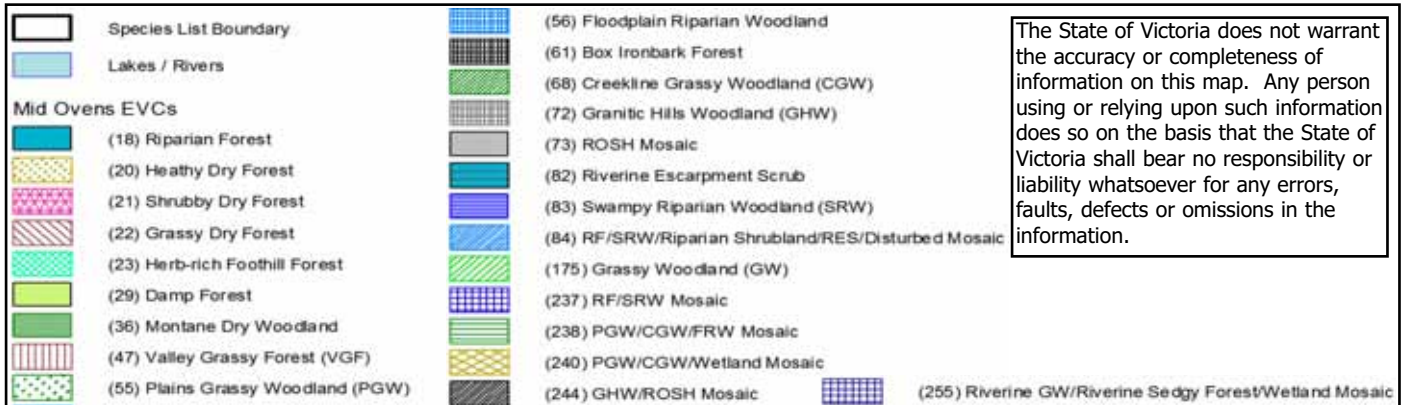 Species List Boundary
Lakes / Rivers
Mid Ovens EVCs
(18) Riparian Forest
(20) Heathy Dry Forest
(21) Shrubby Dry Forest
(22) Grassy Dry Forest
(23) Herb-rich Foothill Forest
(29) Damp Forest
(36) Montane Dry Woodland
(47) Valley Grassy Forest (VGF)
(55) Plains Grassy Woodland (PGW)
(56) Floodplain Riparian Woodland
(61) Box Ironbark Forest
(68) Creekline Grassy Woodland (CGW)
(72) Granitic Hills Woodland (GHW)
(73) ROSH Mosaic
(82) Riverine Escarpment Scrub
(83) Swampy Riparian Woodland (SRW)
(84) RF/SRW/Riparian Shrubland/RES/Disturbed Mosaic
(175) Grassy Woodland (GW)
(237) RF/SRW Mosaic
(238) PGW/CGW/FRW Mosaic
(240) PGW/CGW/Wetland Mosaic
(244) GHW/ROSH Mosaic
(255) Riverine GW/Riverine Sedgy Forest/Wetland Mosaic
The State of Victoria does not warrant
the accuracy or completeness of
information on this map. Any person
using or relying upon such information
does so on the basis that the State of
Victoria shall bear no responsibility or
liability whatsoever for any errors,
faults, defects or omissions in the
information.